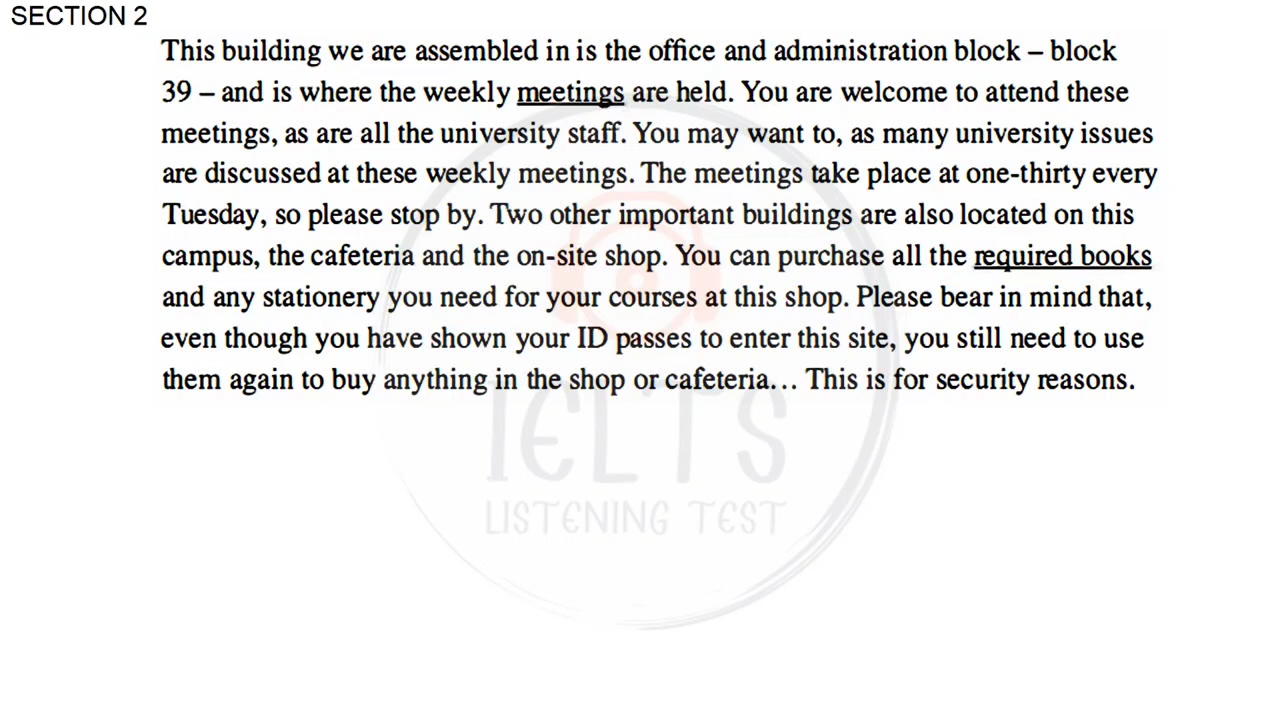 SECTION 2
This building we are assembled in is the office and administration block – block
39 – and is where the weekly meetings are held. You are welcome to attend these
meetings, as are all the university staff. You may want to, as many university issues
are discussed at these weekly meetings. The meetings take place at one-thirty every
Tuesday, so please stop by. Two other important buildings are also located on this
campus, the cafeteria and the on-site shop. You can purchase all the required books
and any stationery you need for your courses at this shop. Please bear in mind that,
even though you have shown your ID passes to enter this site, you still need to use
them again to buy anything in the shop or cafeteria… This is for security reasons.
IELTS
LISTENING TEST